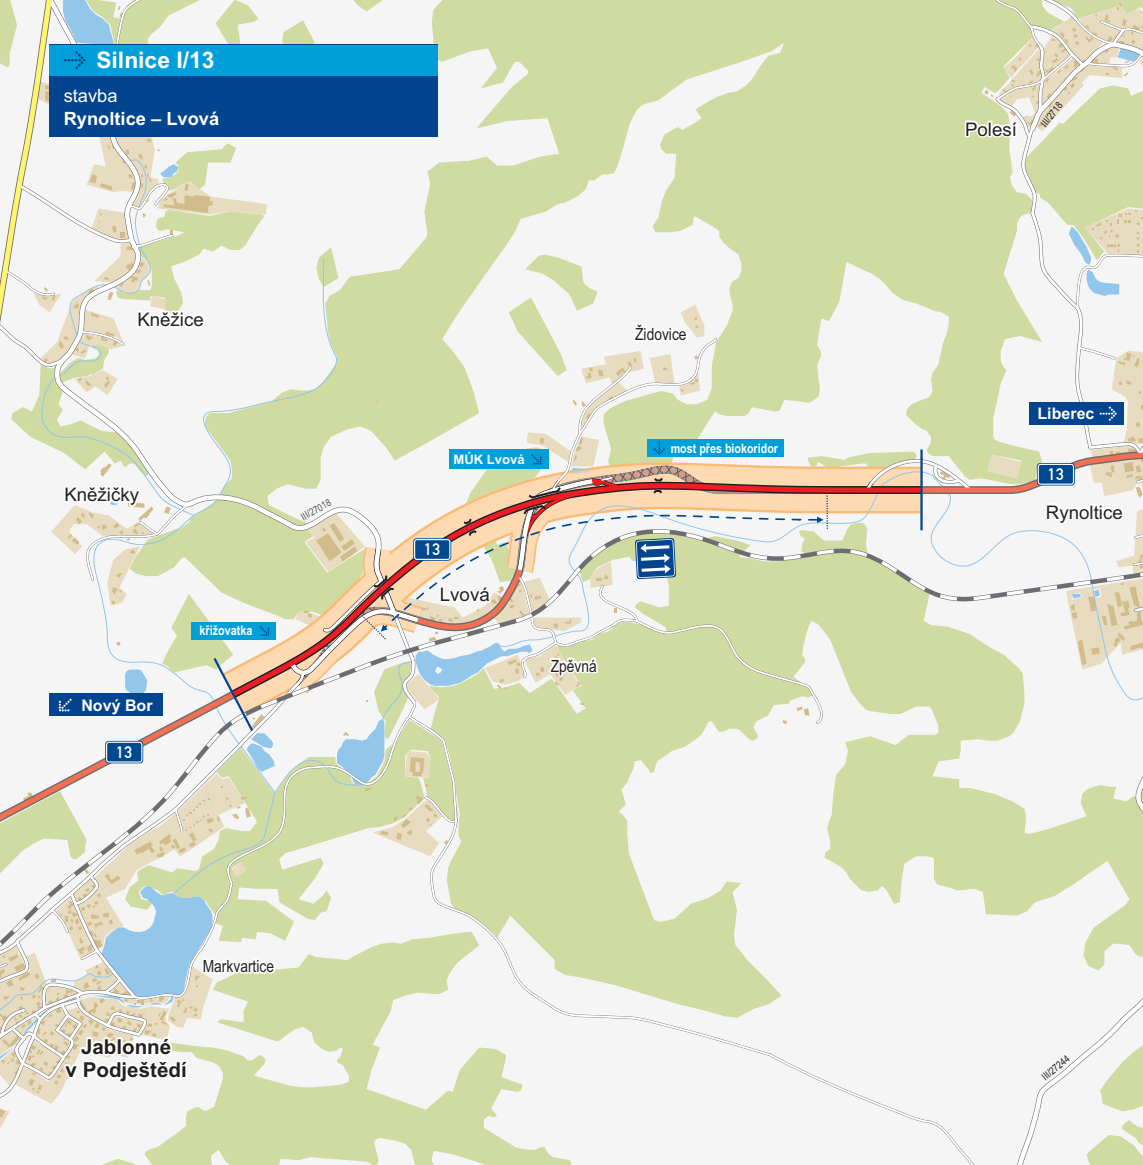 Silnice I/13
stavba
Rynoltice – Lvová
III/2718
Polesí
Kněžice
Židovice
Liberec
most přes biokoridor
MÚK Lvová
13
Kněžičky
III/27018
Rynoltice
13
Lvová
křižovatka
Zpěvná
Nový Bor
13
Markvartice
Jablonné
v Podještědí
III/27244